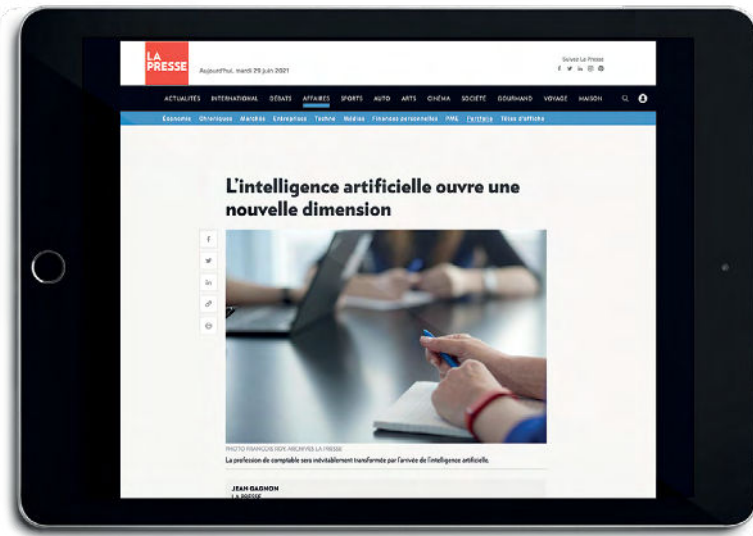 LA
PRESSE
Aujourd'hui, mardi 29 juin 2021
Suivez La Presse
ACTUALITÉS INTERNATIONAL DÉBATS AFFAIRES SPORTS AUTO ARTS CINÉMA SOCIÉTÉ GOURMAND VOYAGE MAISON
Économie Chroniques Marchés Entreprises Techno Médias Finances personnelles PME Portfolio Têtes d'affiche
L'intelligence artificielle ouvre une
nouvelle dimension
PHOTO FRANÇOIS ROY, ARCHIVES LA PRESSE
La profession de comptable sera inévitablement transformée par l'arrivée de l'intelligence artificielle.
JEAN GAGNON
LA PRESSE